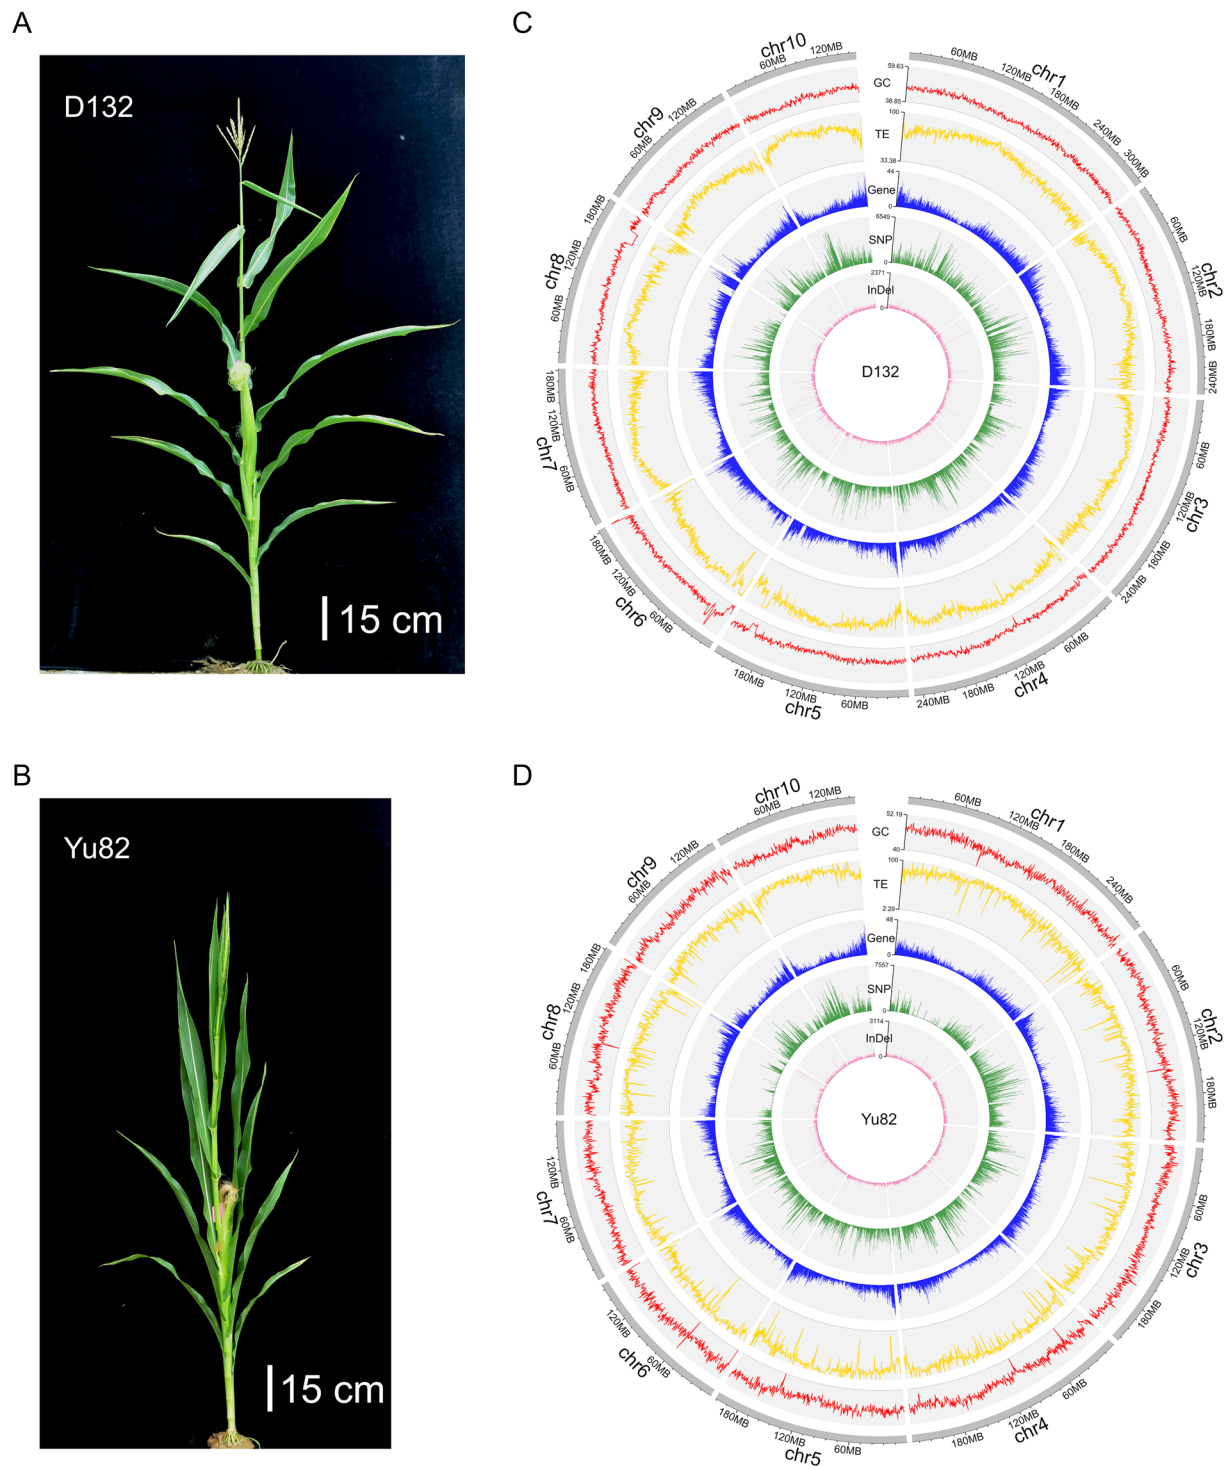 A
D132
15 cm
B
Yu82
15 cm
C
chr1
60MB
120MB
180MB
240MB
300MB
chr2
60MB
120MB
180MB
240MB
chr3
60MB
120MB
180MB
240MB
chr4
60MB
120MB
180MB
240MB
chr5
60MB
120MB
180MB
chr6
60MB
120MB
180MB
chr7
60MB
120MB
180MB
chr8
60MB
120MB
180MB
chr9
60MB
120MB
chr10
60MB
120MB
59.63
GC
38.85
100
TE
33.38
44
Gene
0
6549
SNP
0
2371
InDel
0
D132
D
chr1
60MB
120MB
180MB
240MB
chr2
60MB
120MB
180MB
chr3
60MB
120MB
180MB
chr4
60MB
120MB
180MB
chr5
60MB
120MB
180MB
chr6
60MB
120MB
chr7
60MB
120MB
chr8
60MB
120MB
180MB
chr9
60MB
120MB
chr10
60MB
120MB
52.19
GC
40
100
TE
2.29
48
Gene
0
7557
SNP
0
3114
InDel
0
Yu82